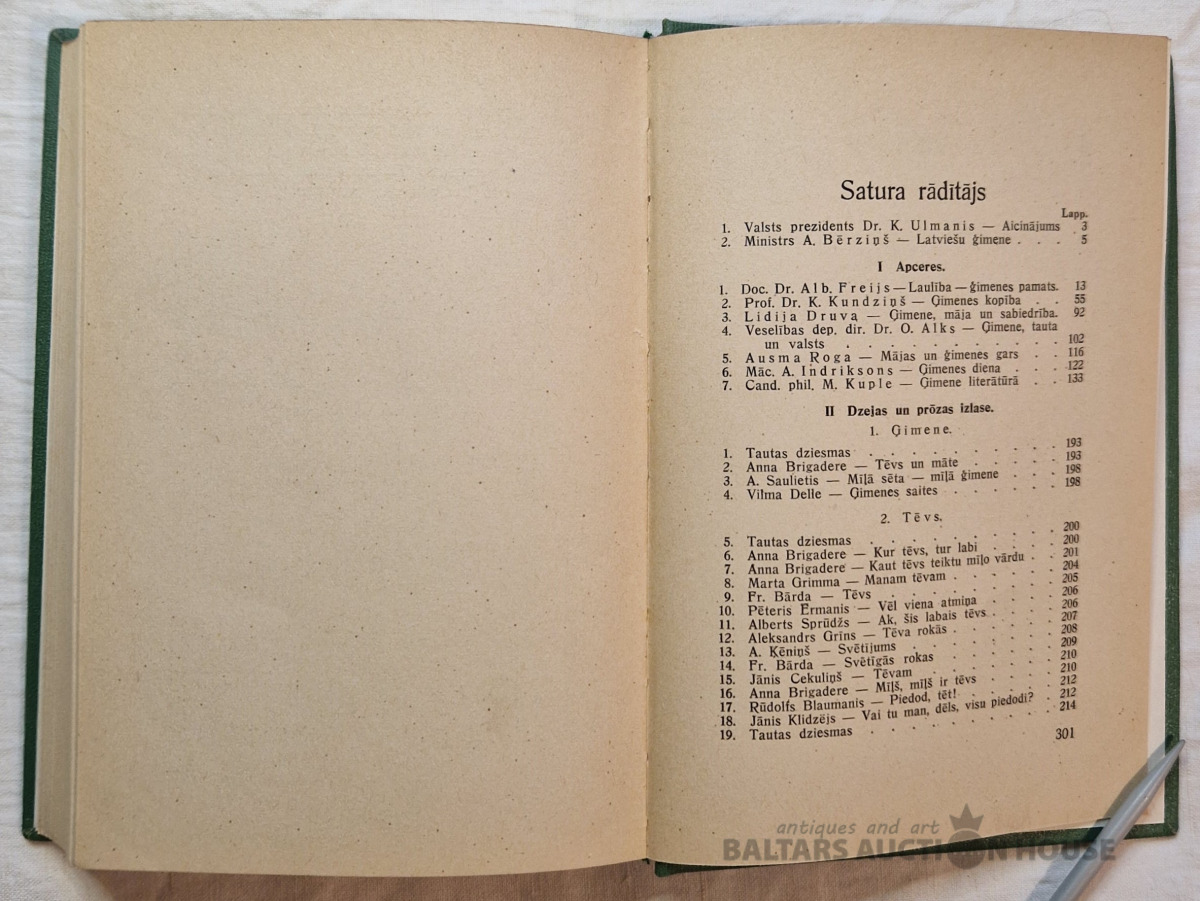 Satura rādītājs
Lapp.
1. Valsts prezidents Dr. K. Ulmanis — Aicinājums 3
2. Ministrs A. Bērziņš — Latviešu ģimene . . . 5
I Apceres.
1. Doc. Dr. Alb. Freijs — Laulība — ģimenes pamats. 13
2. Prof. Dr. K. Kundziņš — Ģimenes kopība . . 55
3. Lidija Druva — Ģimene, māja un sabiedrība. 92
4. Veselības dep. dir. Dr. O. Alks — Ģimene, tauta
un valsts . . . . . . . . . . 102
5. Ausma Roga — Mājas un ģimenes gars . . 116
6. Māc. A. Indriksons — Ģimenes diena . . . 122
7. Cand. phil. M. Kuple — Ģimene literātūrā . . 133
II Dzejas un prōzas izlase.
1. Ģimene.
1. Tautas dziesmas . . . . . . . . 193
2. Anna Brigadere — Tēvs un māte . . . . 193
3. A. Saulietis — Mīļā sēta — mīļā ģimene . . . 198
4. Vilma Delle — Ģimenes saites . . . . . 198
2. Tēvs.
5. Tautas dziesmas . . . . . . . . 200
6. Anna Brigadere — Kur tēvs, tur labi . . . 200
7. Anna Brigadere — Kaut tēvs teiktu mīļo vārdu . . 201
8. Marta Grimma — Manam tēvam . . . . 204
9. Fr. Bārda — Tēvs . . . . . . . 205
10. Pēteris Ērmanis — Vēl viena atmiņa . . . . 206
11. Alberts Sprūdžs — Ak, šis labais tēvs . . . . 206
12. Aleksandrs Grīns — Tēva rokās . . . . . 207
13. A. Ķēniņš — Svētījums . . . . . . 208
14. Fr. Bārda — Svētīgās rokas . . . . . 209
15. Jānis Cekuliņš — Tēvam . . . . . . 210
16. Anna Brigadere — Mīļš, mīļš ir tēvs . . . . 210
17. Rūdolfs Blaumanis — Piedod, tēt! . . . . . 212
18. Jānis Klīdzējs — Vai tu man, dēls, visu piedodi? . 212
19. Tautas dziesmas . . . . . . . . 214
301
antiques and art
BALTARS AUCTION HOUSE